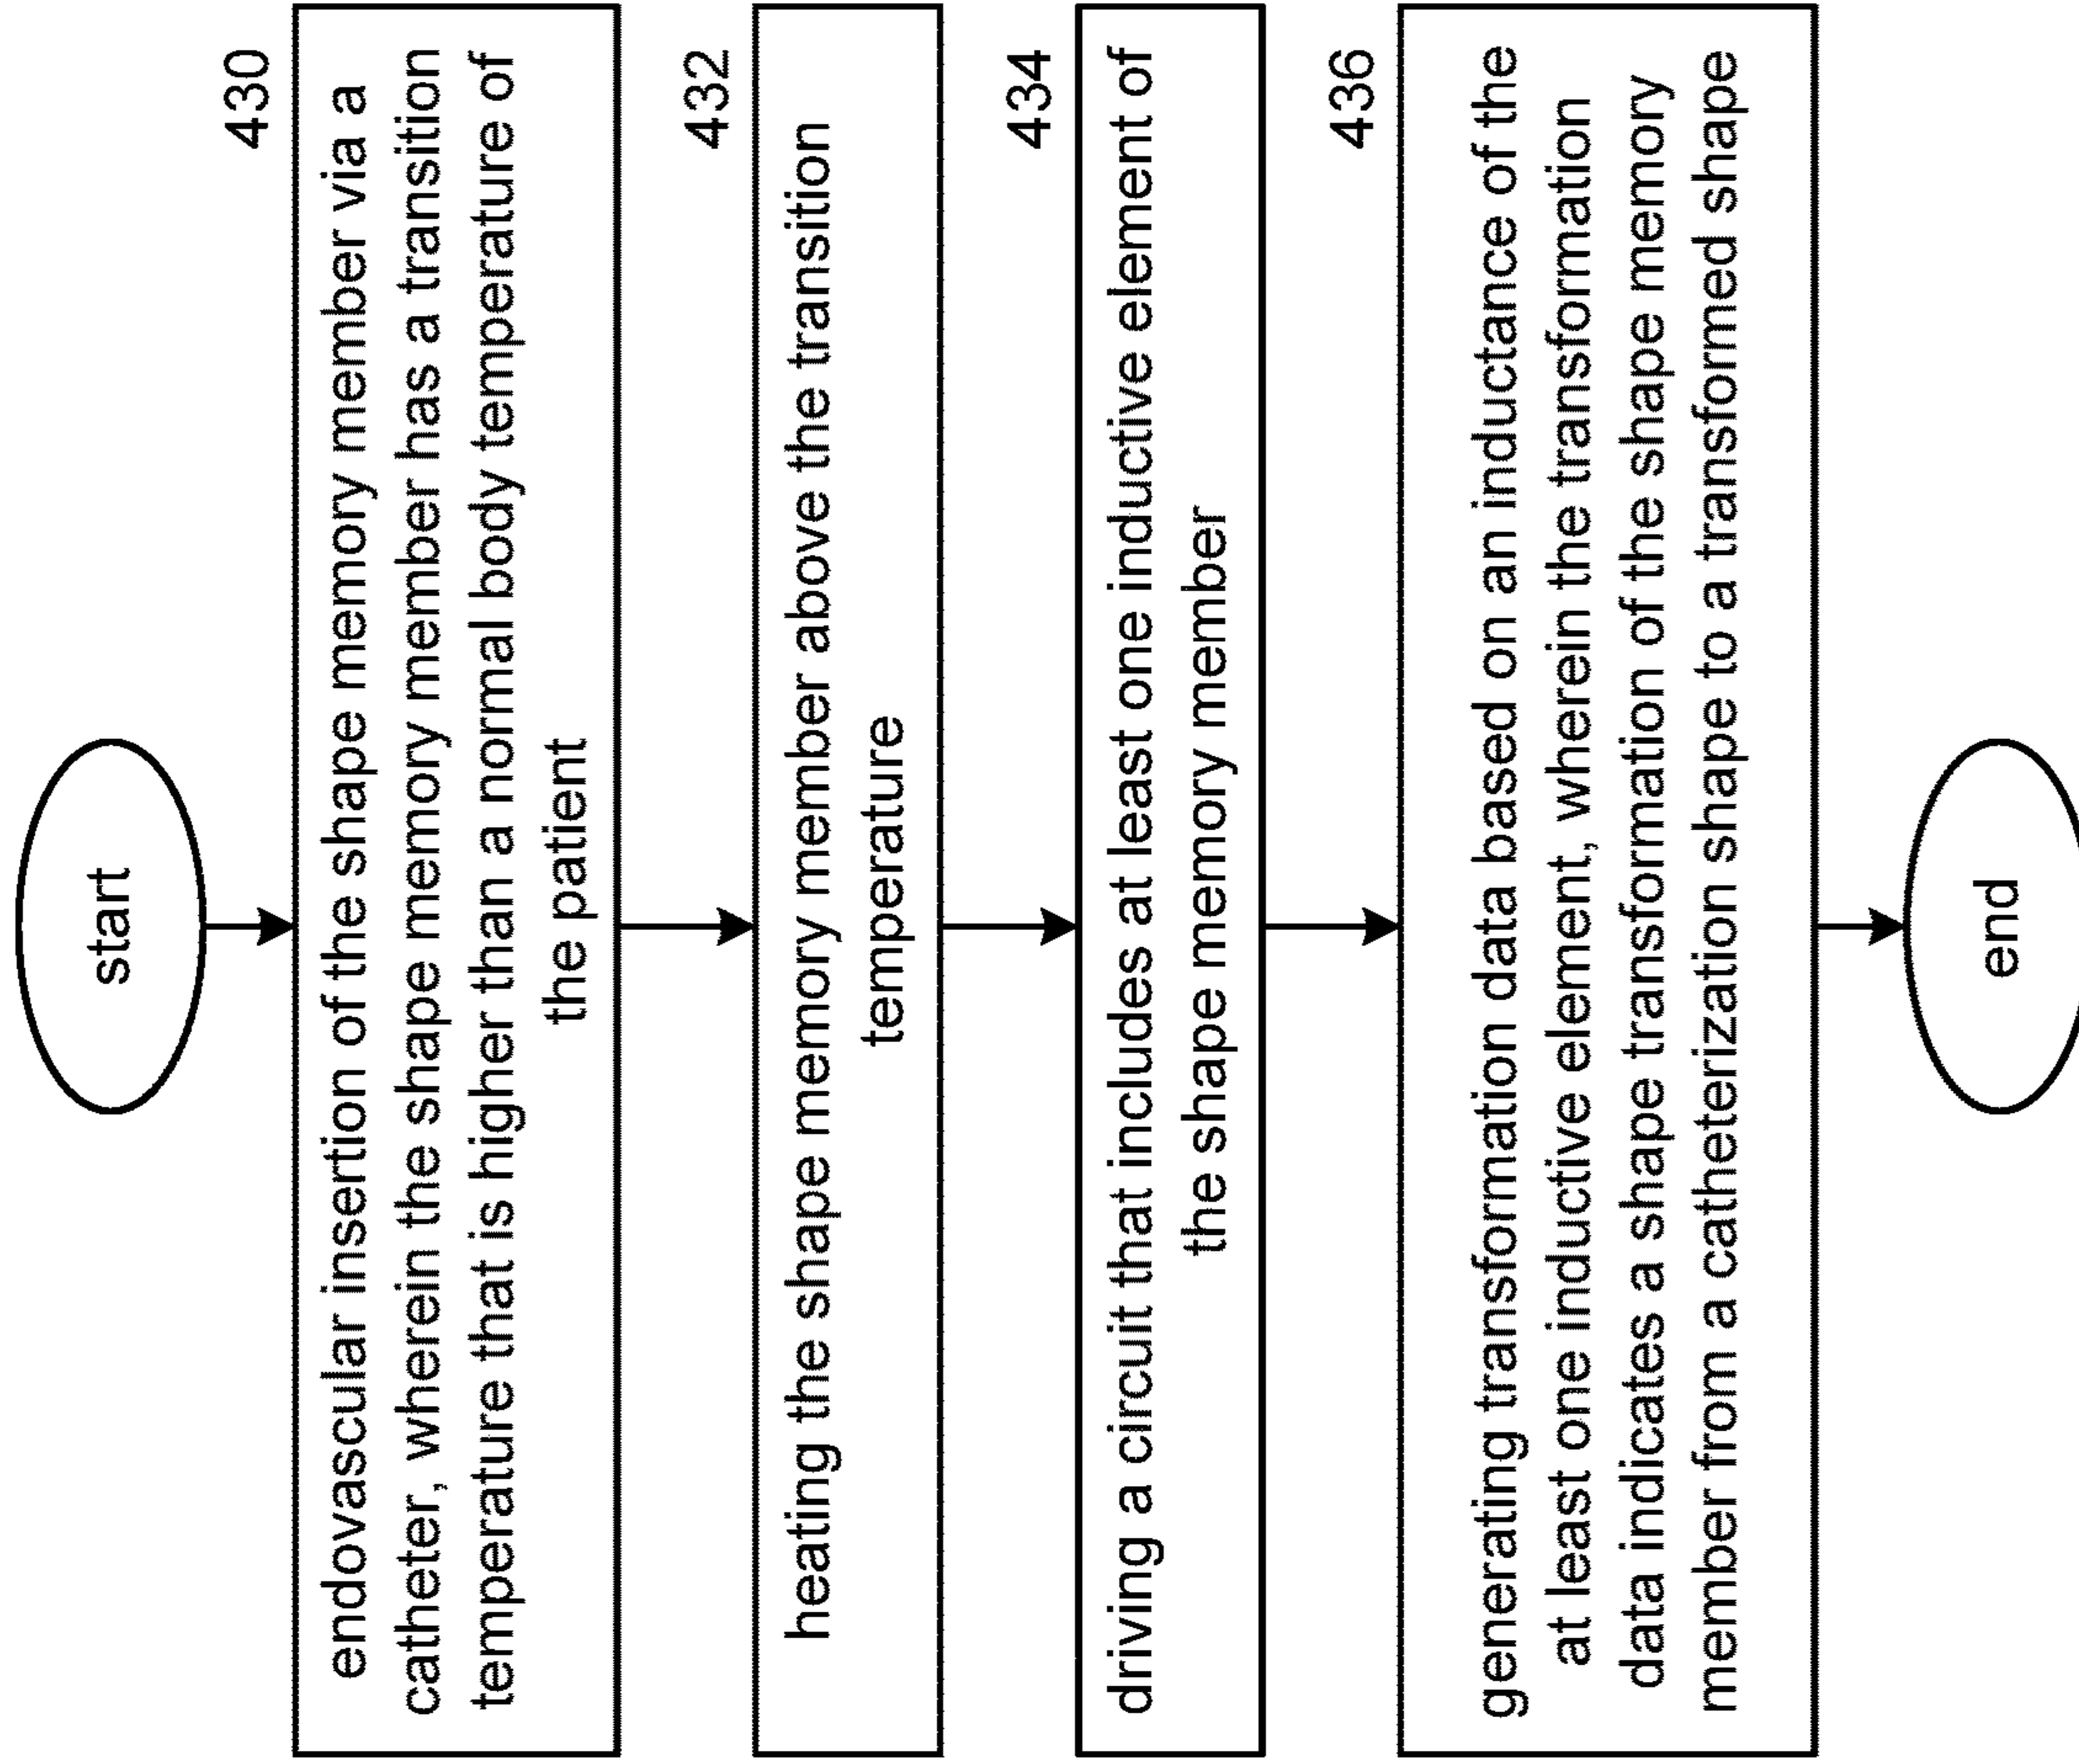 start
430
endovascular insertion of the shape memory member via a
catheter, wherein the shape memory member has a transition
temperature that is higher than a normal body temperature of
the patient
432
heating the shape memory member above the transition
temperature
434
driving a circuit that includes at least one inductive element of
the shape memory member
436
generating transformation data based on an inductance of the
at least one inductive element, wherein the transformation
data indicates a shape transformation of the shape memory
member from a catheterization shape to a transformed shape
end